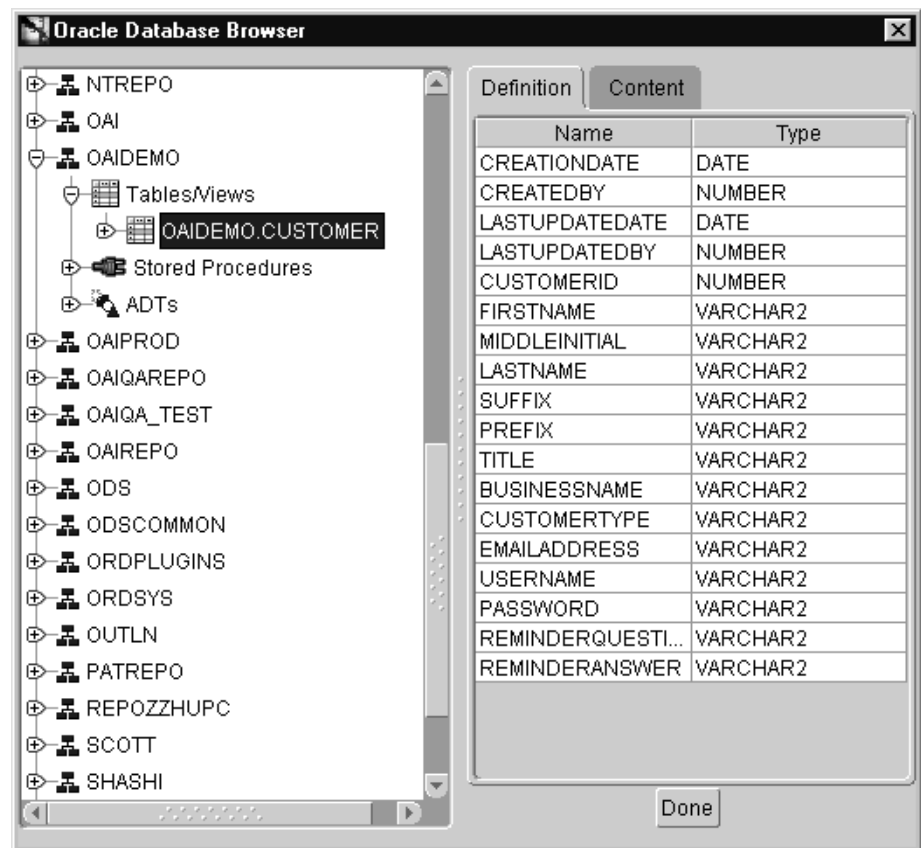 Oracle Database Browser
NTREPO
OAI
OAIDEMO
Tables/Views
OAIDEMO.CUSTOMER
Stored Procedures
ADTs
OAIPROD
OAIQAREPO
OAIQA_TEST
OAIREPO
ODS
ODSCOMMON
ORDPLUGINS
ORDSYS
OUTLN
PATREPO
REPOZZHUPC
SCOTT
SHASHI
Definition Content
Name Type
CREATIONDATE DATE
CREATEDBY NUMBER
LASTUPDATEDATE DATE
LASTUPDATEDBY NUMBER
CUSTOMERID NUMBER
FIRSTNAME VARCHAR2
MIDDLEINITIAL VARCHAR2
LASTNAME VARCHAR2
SUFFIX VARCHAR2
PREFIX VARCHAR2
TITLE VARCHAR2
BUSINESSNAME VARCHAR2
CUSTOMERTYPE VARCHAR2
EMAILADDRESS VARCHAR2
USERNAME VARCHAR2
PASSWORD VARCHAR2
REMINDERQUESTI... VARCHAR2
REMINDERANSWER VARCHAR2
Done